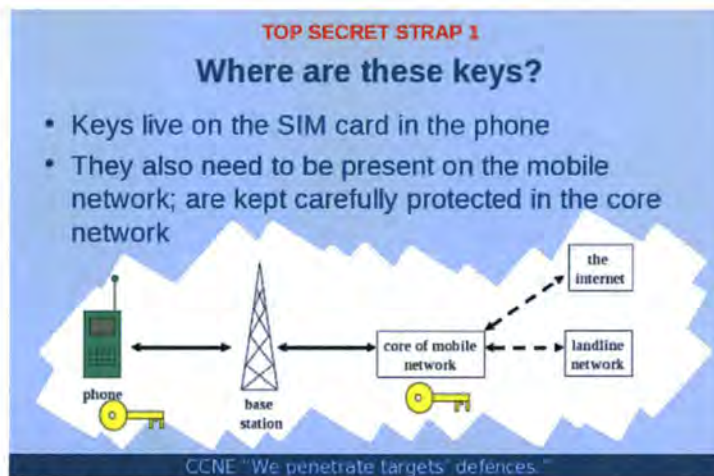 TOP SECRET STRAP 1
Where are these keys?
• Keys live on the SIM card in the phone
• They also need to be present on the mobile
network; are kept carefully protected in the core
network
the
internet
core of mobile
network
landline
network
phone
base
station
CCNE "We penetrate targets' defences."